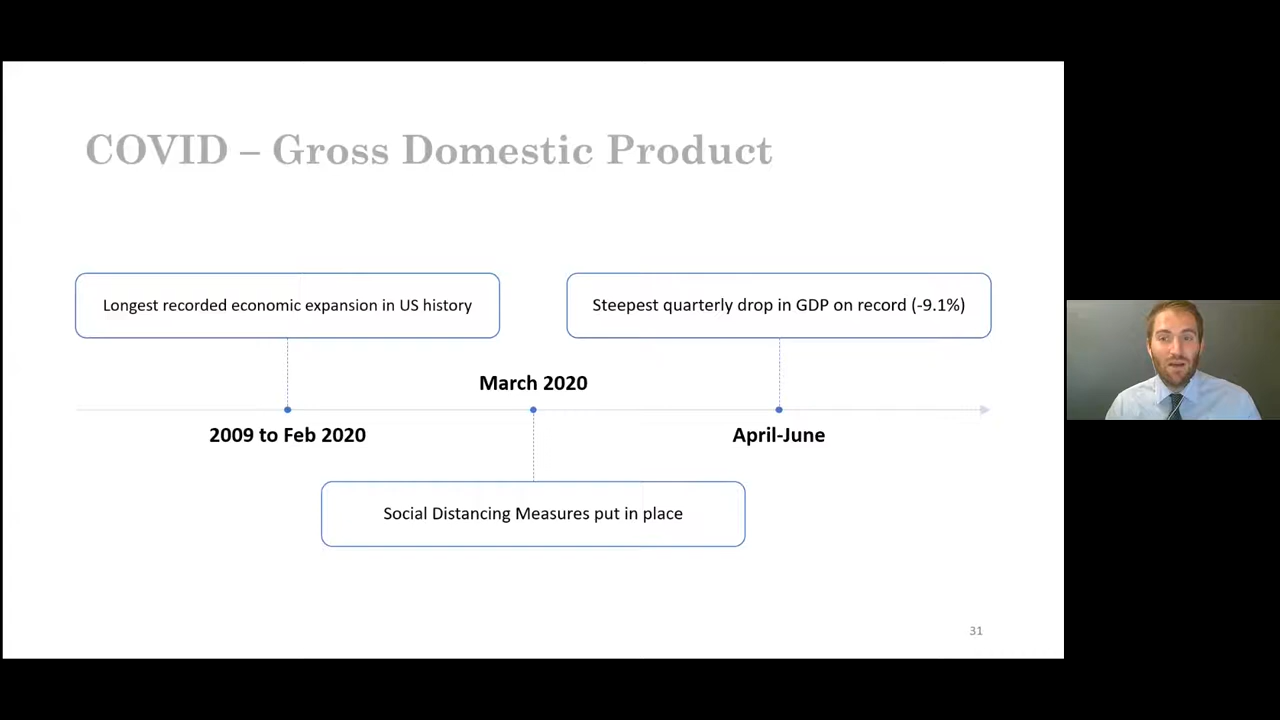 COVID – Gross Domestic Product
Longest recorded economic expansion in US history
Steepest quarterly drop in GDP on record (-9.1%)
March 2020
2009 to Feb 2020
April-June
Social Distancing Measures put in place
31